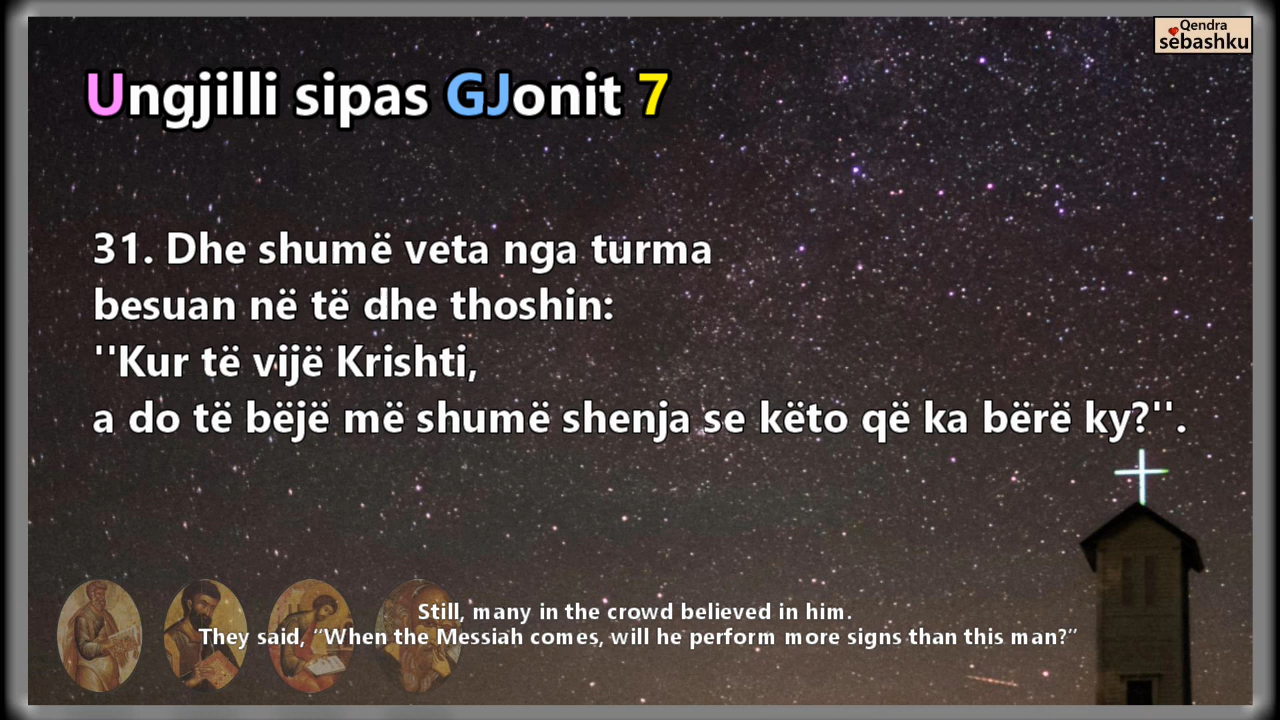 Qendra
sëbashku
Ungjilli sipas GJonit 7
31. Dhe shumë veta nga turma
besuan në të dhe thoshin:
''Kur të vijë Krishti,
a do të bëjë më shumë shenja se këto që ka bërë ky?''.
Still, many in the crowd believed in him.
They said, “When the Messiah comes, will he perform more signs than this man?”